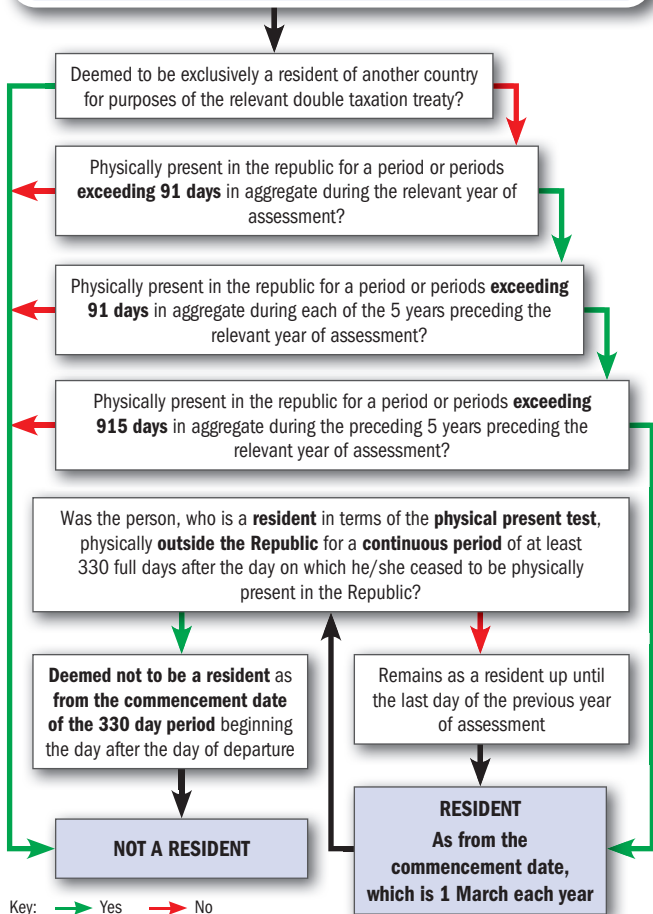 Deemed to be exclusively a resident of another country
for purposes of the relevant double taxation treaty?
Physically present in the republic for a period or periods
exceeding 91 days in aggregate during the relevant year of
assessment?
Physically present in the republic for a period or periods exceeding
91 days in aggregate during each of the 5 years preceding the
relevant year of assessment?
Physically present in the republic for a period or periods exceeding
915 days in aggregate during the preceding 5 years preceding the
relevant year of assessment?
Was the person, who is a resident in terms of the physical present test,
physically outside the Republic for a continuous period of at least
330 full days after the day on which he/she ceased to be physically
present in the Republic?
Deemed not to be a resident as
from the commencement date
of the 330 day period beginning
the day after the day of departure
Remains as a resident up until
the last day of the previous year
of assessment
NOT A RESIDENT
RESIDENT
As from the
commencement date,
which is 1 March each year
Key: Yes No